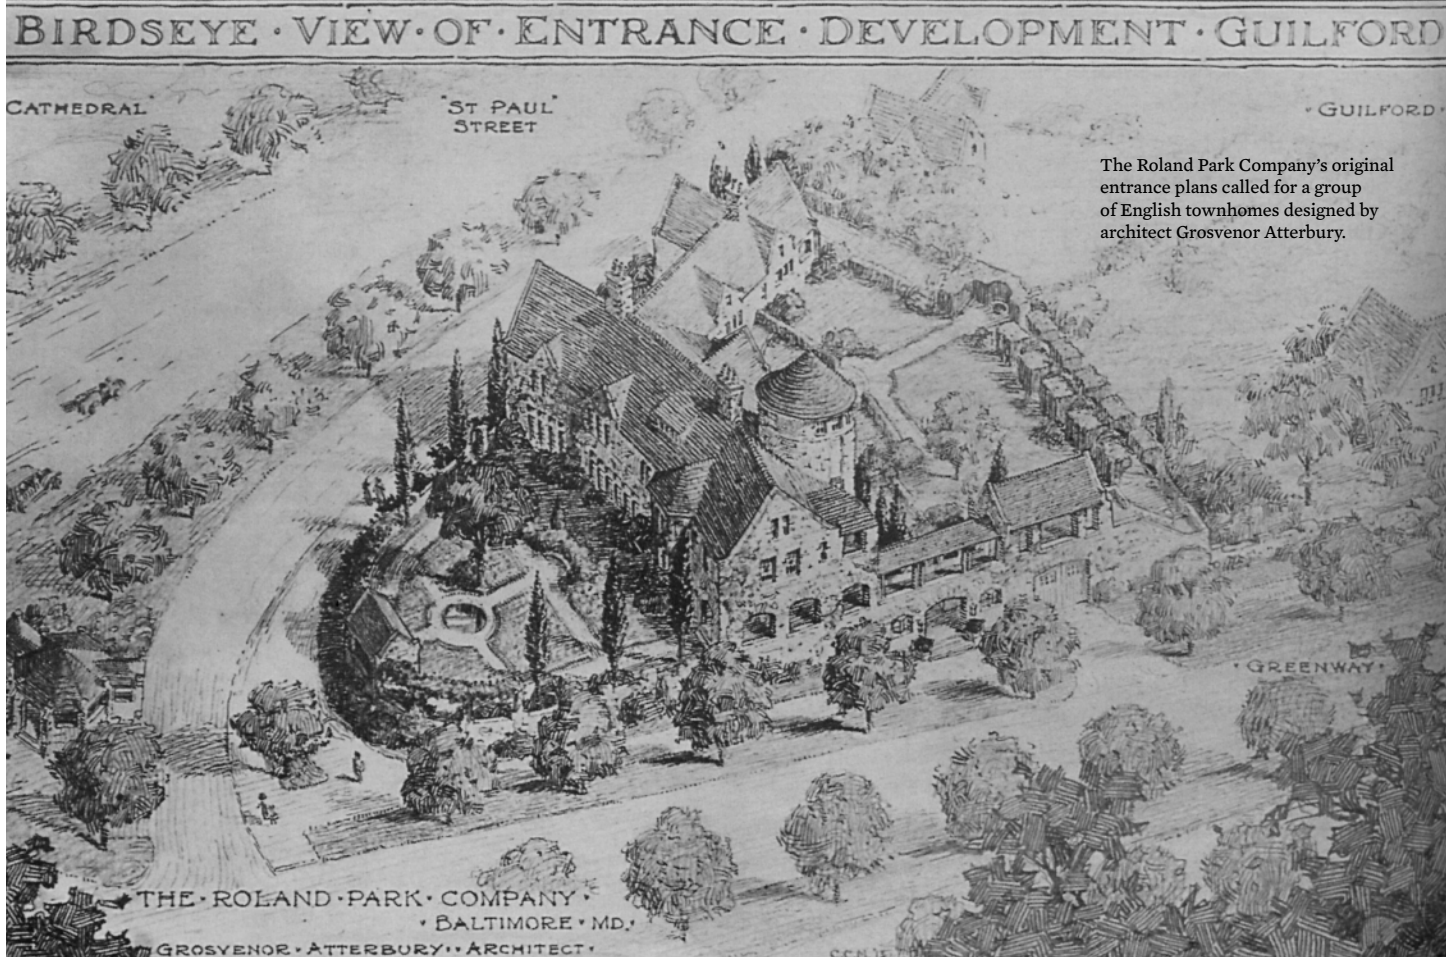 BIRDSEYE · VIEW · OF · ENTRANCE · DEVELOPMENT · GUILFORD
CATHEDRAL"
"ST PAUL"
STREET
· GUILFORD ·
The Roland Park Company's original
entrance plans called for a group
of English townhomes designed by
architect Grosvenor Atterbury.
· GREENWAY ·
· THE · ROLAND · PARK · COMPANY ·
· BALTIMORE · MD. ·
· GROSVENOR · ATTERBURY · · ARCHITECT ·